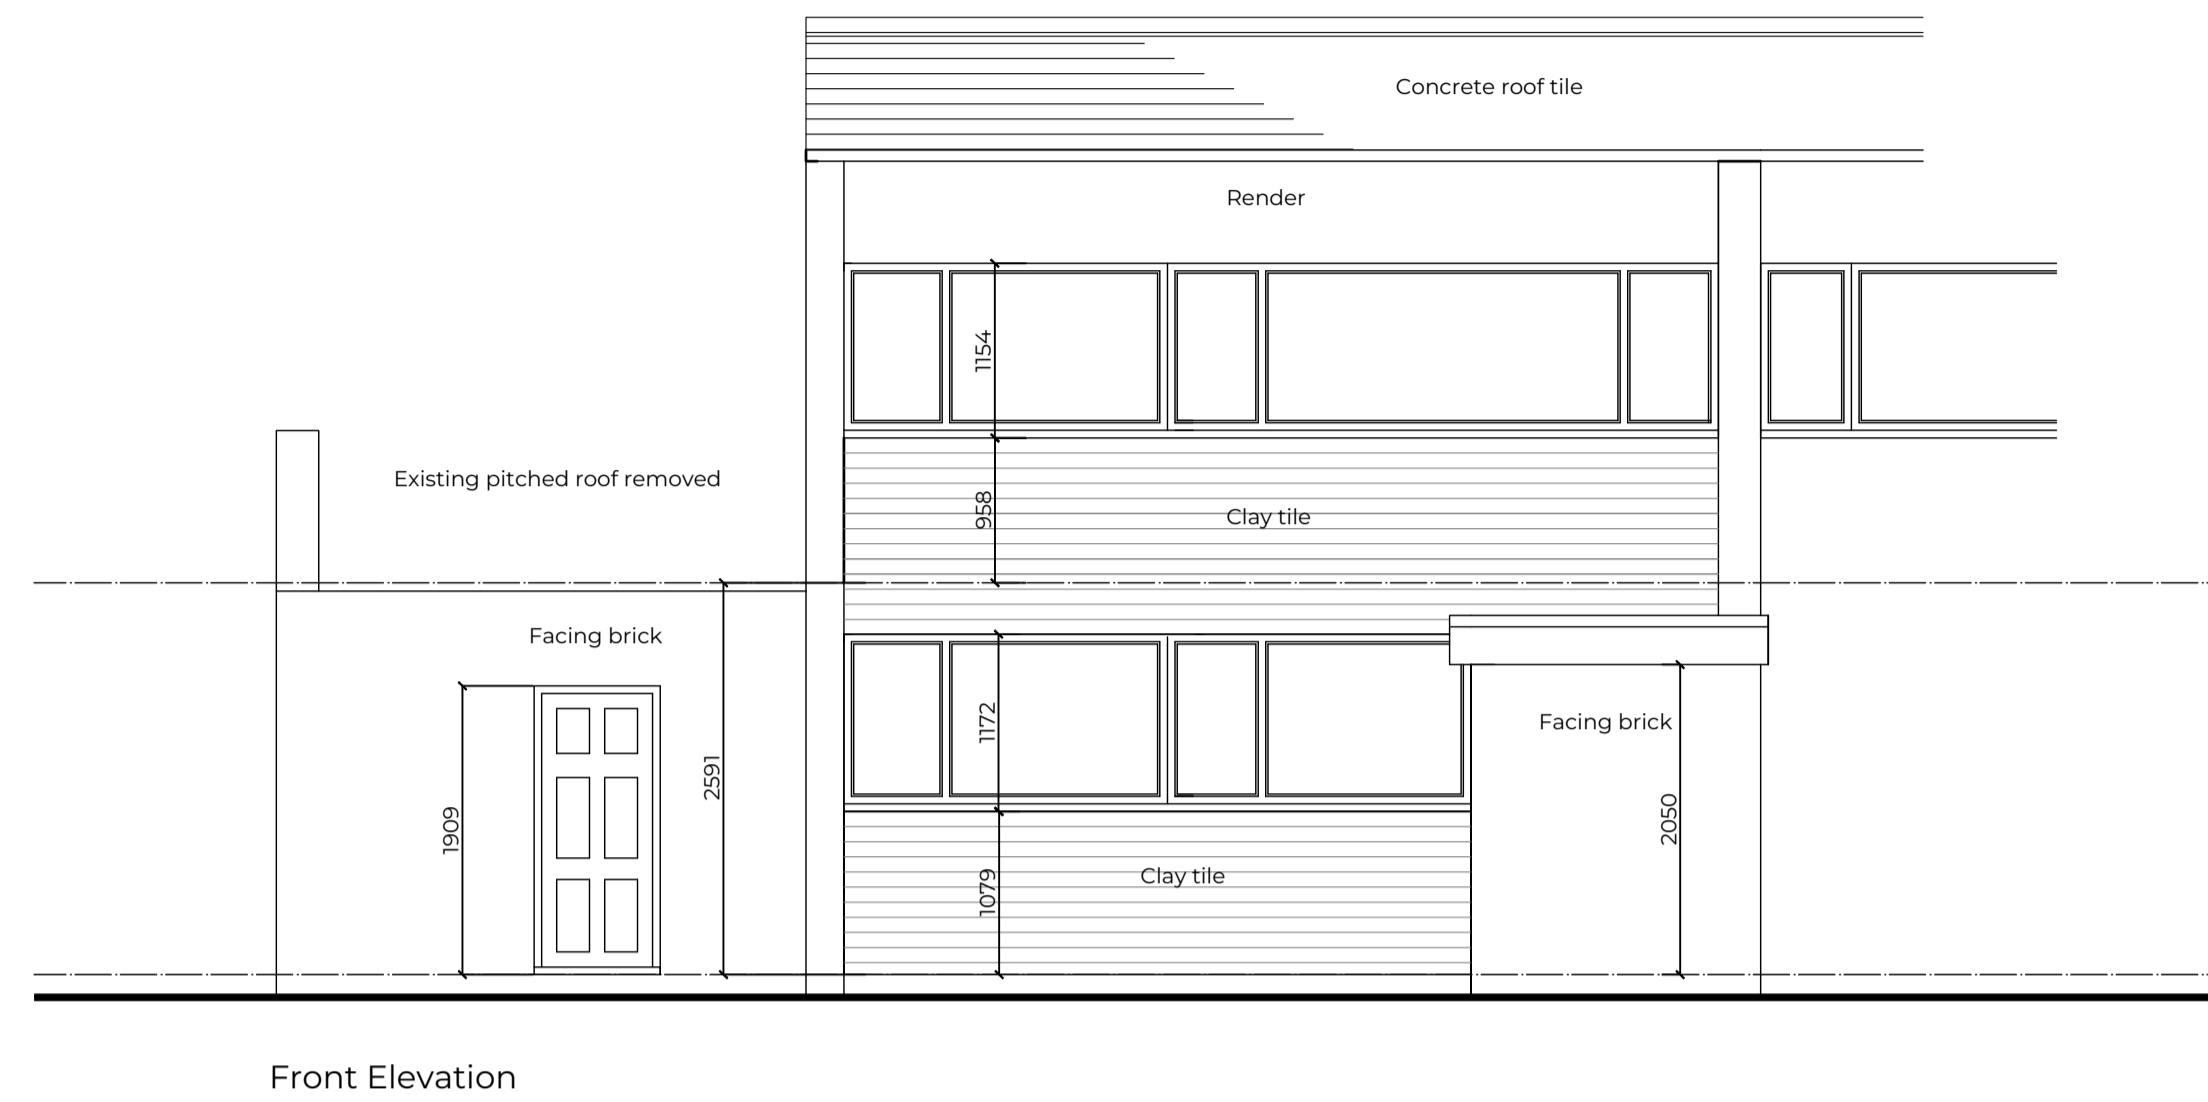 Concrete roof tile
Render
1154
Existing pitched roof removed
958
Clay tile
Facing brick
1172
Facing brick
2591
1909
2050
1079
Clay tile
Front Elevation